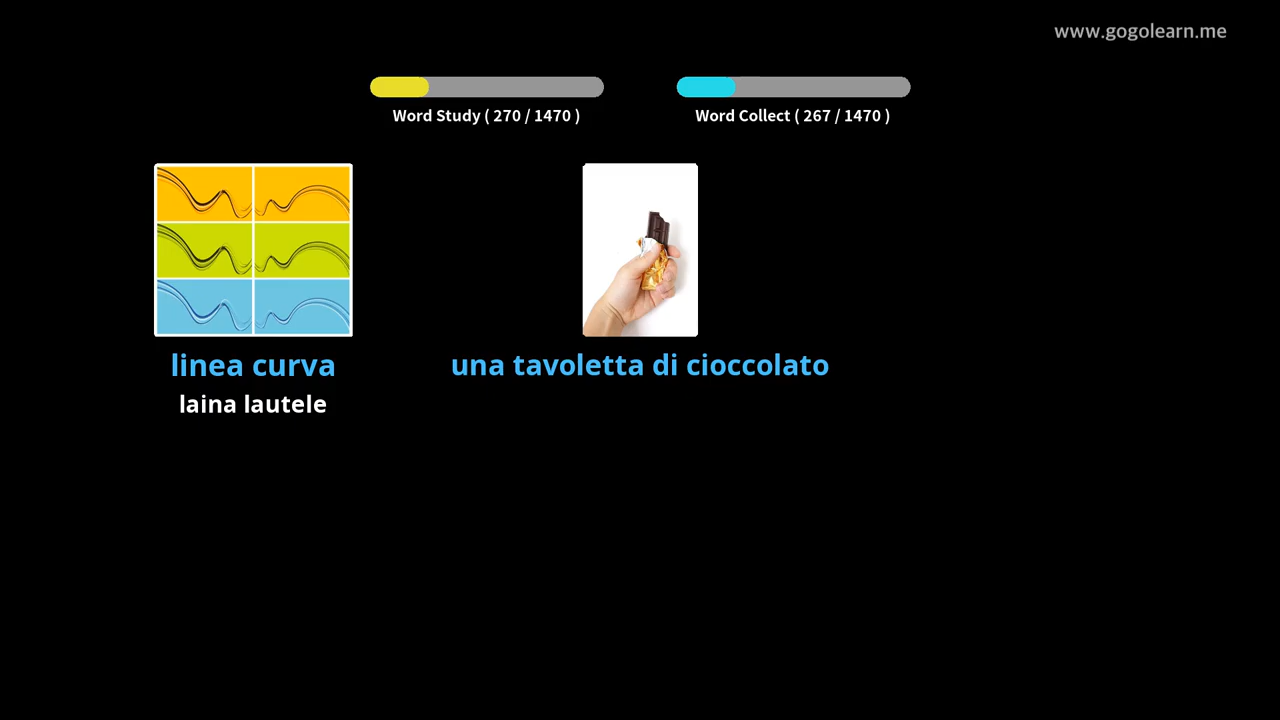 www.gogolearn.me
Word Study ( 270 / 1470 )
Word Collect ( 267 / 1470 )
linea curva
laina lautele
una tavoletta di cioccolato